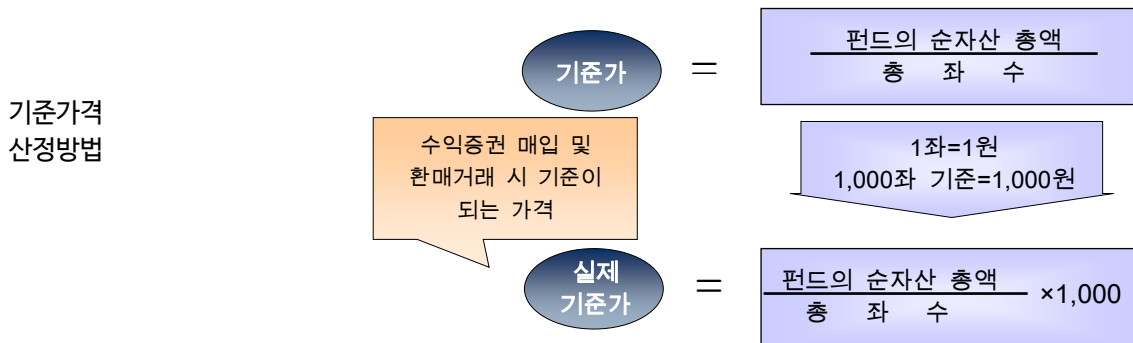 기준가격
산정방법
기준가
=
펀드의 순자산 총액
총 좌 수
수익증권 매입 및
환매거래 시 기준이
되는 가격
1좌=1원
1,000좌 기준=1,000원
실제
기준가
=
펀드의 순자산 총액
총 좌 수
×1,000